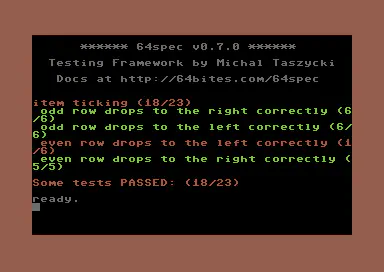 ****** 64spec v0.7.0 ******
Testing Framework by Michal Taszycki
Docs at http://64bites.com/64spec
item ticking (18/23)
odd row drops to the right correctly (6
/6)
odd row drops to the left correctly (6/
6)
even row drops to the left correctly (1
/6)
even row drops to the right correctly (
5/5)
Some tests PASSED: (18/23)
ready.